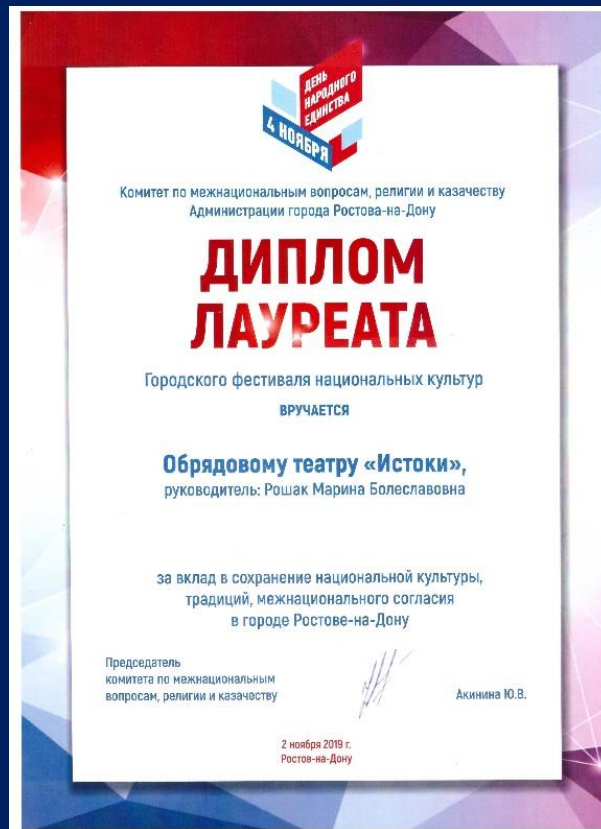 ДЕНЬ
НАРОДНОГО
ЕДИНСТВА
4 НОЯБРЯ
Комитет по межнациональным вопросам, религии и казачеству
Администрации города Ростова-на-Дону
ДИПЛОМ
ЛАУРЕАТА
Городского фестиваля национальных культур
ВРУЧАЕТСЯ
Обрядовому театру «Истоки»,
руководитель: Рошак Марина Болеславовна
за вклад в сохранение национальной культуры,
традиций, межнационального согласия
в городе Ростове-на-Дону
Председатель
комитета по межнациональным
вопросам, религии и казачеству
Акинина Ю.В.
2 ноября 2019 г.
Ростов-на-Дону